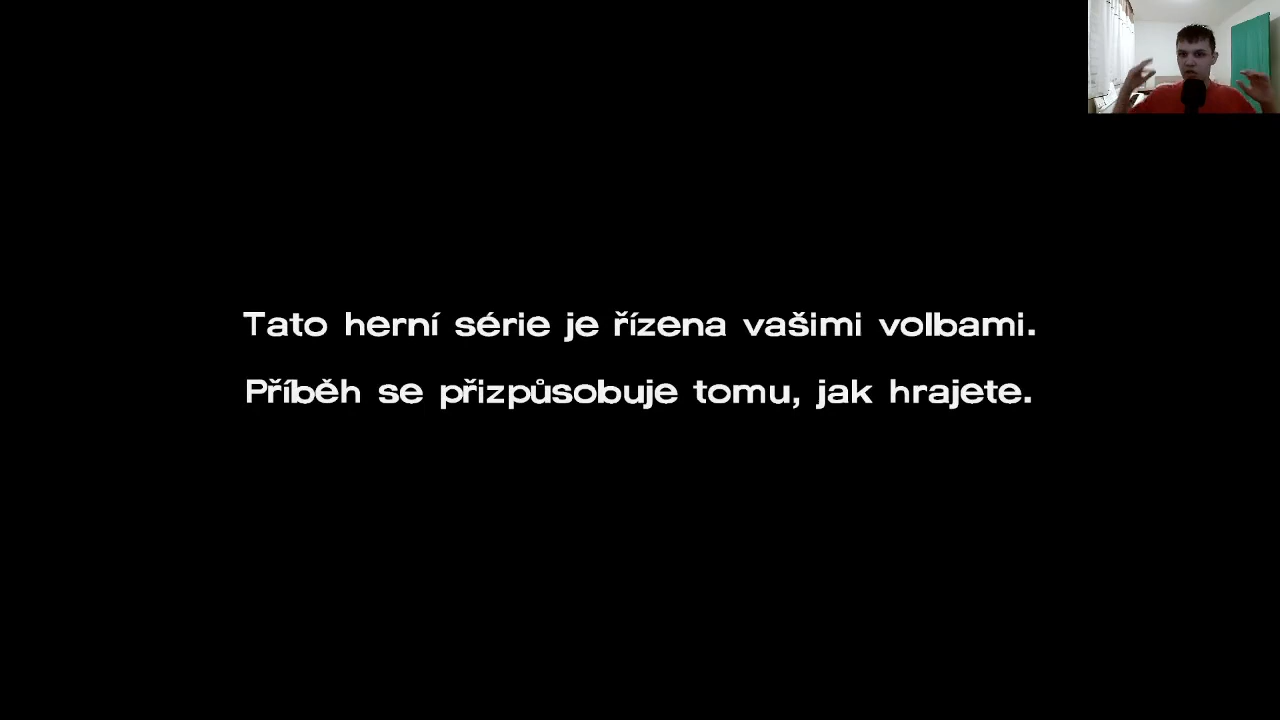 Tato herní série je řízena vašimi volbami.
Příběh se přizpůsobuje tomu, jak hrajete.